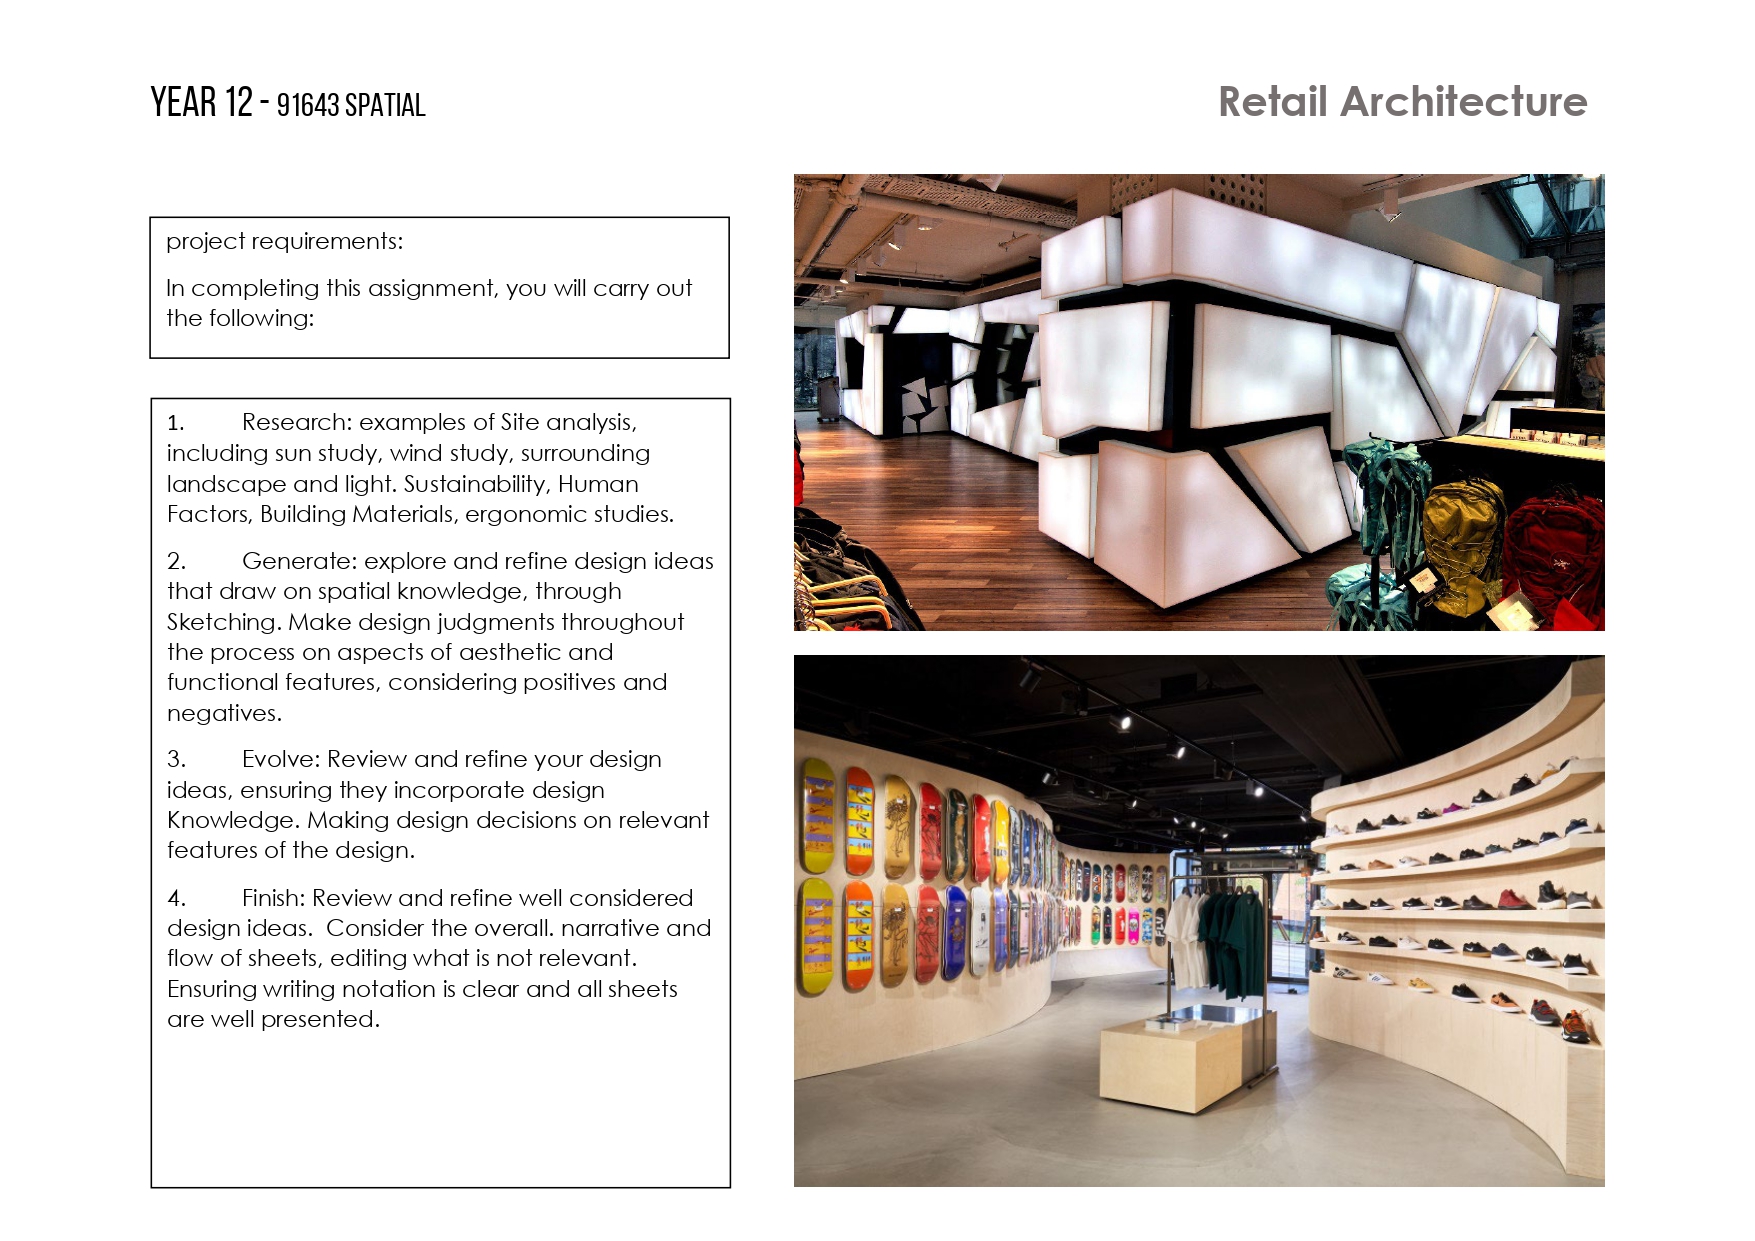 YEAR 12 - 91643 SPATIAL
Retail Architecture
project requirements:
In completing this assignment, you will carry out
the following:
1. Research: examples of Site analysis,
including sun study, wind study, surrounding
landscape and light. Sustainability, Human
Factors, Building Materials, ergonomic studies.
2. Generate: explore and refine design ideas
that draw on spatial knowledge, through
Sketching. Make design judgments throughout
the process on aspects of aesthetic and
functional features, considering positives and
negatives.
3. Evolve: Review and refine your design
ideas, ensuring they incorporate design
Knowledge. Making design decisions on relevant
features of the design.
4. Finish: Review and refine well considered
design ideas.  Consider the overall. narrative and
flow of sheets, editing what is not relevant.
Ensuring writing notation is clear and all sheets
are well presented.